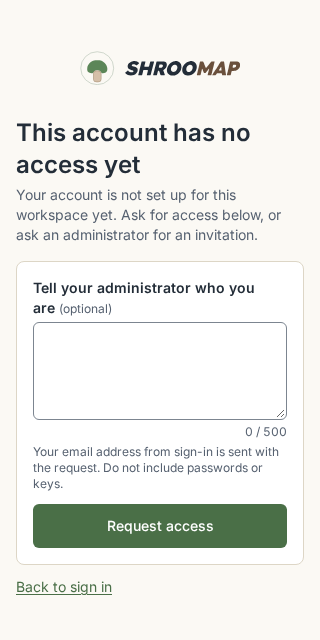 SHROOMAP
This account has no
access yet
Your account is not set up for this
workspace yet. Ask for access below, or
ask an administrator for an invitation.
Tell your administrator who you
are (optional)
0 / 500
Your email address from sign-in is sent with
the request. Do not include passwords or
keys.
Request access
Back to sign in